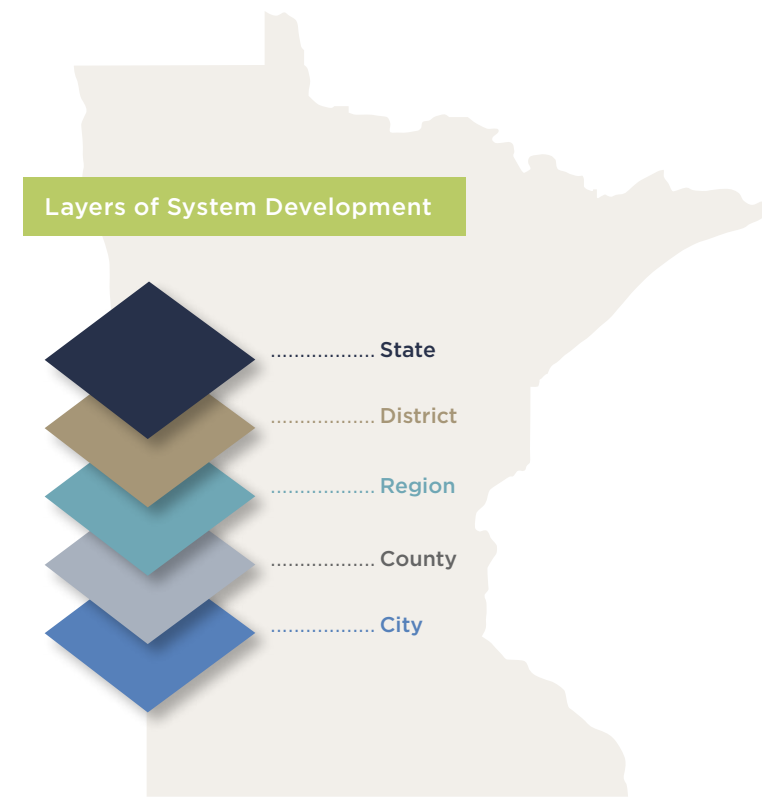 Layers of System Development
................. State
................. District
................. Region
................. County
................. City